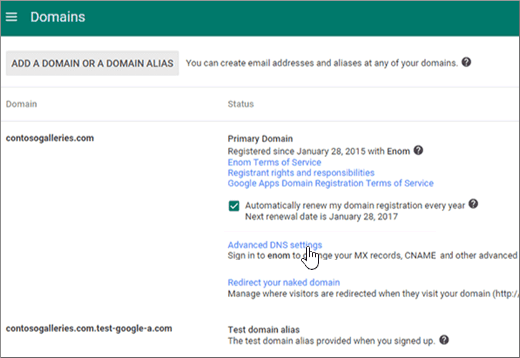 Domains
ADD A DOMAIN OR A DOMAIN ALIAS You can create email addresses and aliases at any of your domains.
Domain Status
contosogalleries.com Primary Domain
Registered since January 28, 2015 with Enom
Enom Terms of Service
Registrant rights and responsibilities
Google Apps Domain Registration Terms of Service
Automatically renew my domain registration every year
Next renewal date is January 28, 2017
Advanced DNS settings
Sign in to enom to change your MX records, CNAME and other advanced
Redirect your naked domain
Manage where visitors are redirected when they visit your domain (http:/
contosogalleries.com.test-google-a.com Test domain alias
The test domain alias provided when you signed up.